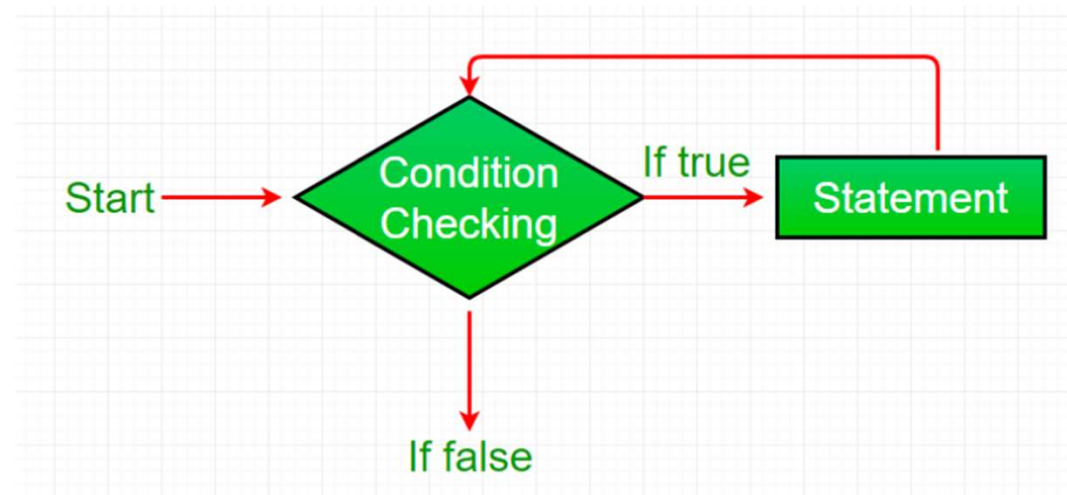 Start
Condition
Checking
If true
Statement
If false